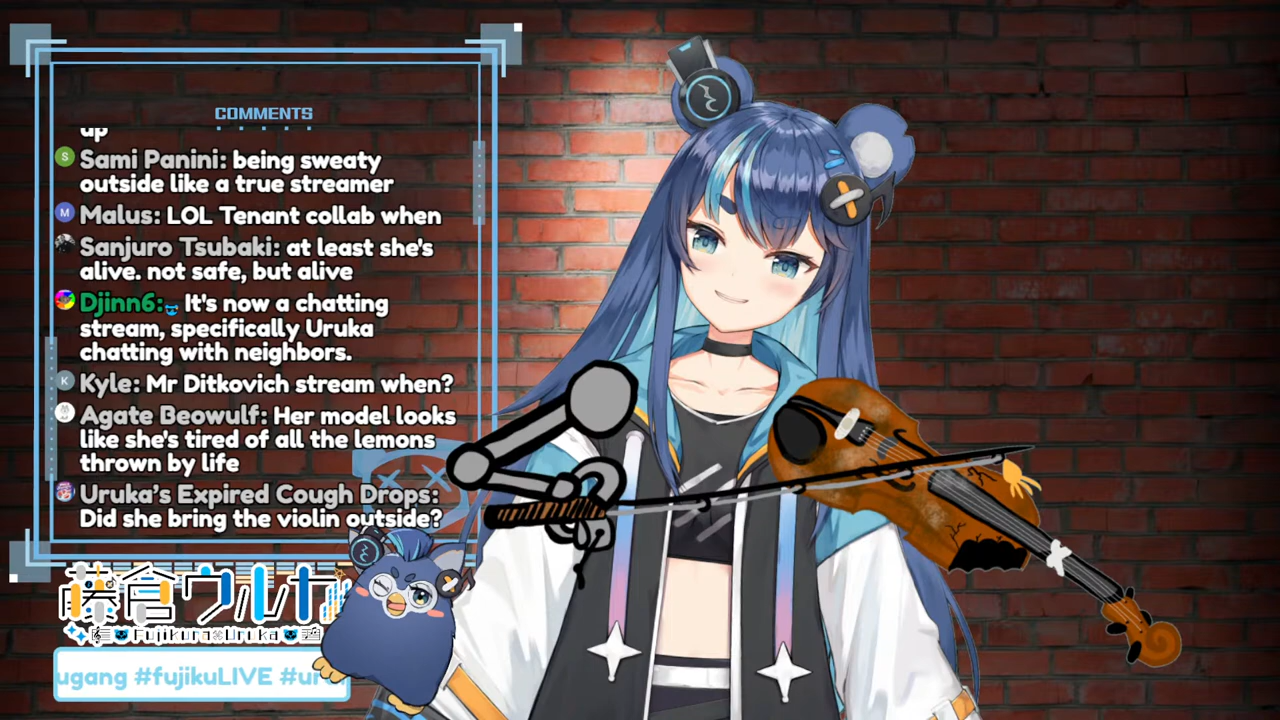 COMMENTS
up
Sami Panini: being sweaty
outside like a true streamer
Malus: LOL Tenant collab when
Sanjuro Tsubaki: at least she's
alive. not safe, but alive
Djinn6: It's now a chatting
stream, specifically Uruka
chatting with neighbors.
Kyle: Mr Ditkovich stream when?
Agate Beowulf: Her model looks
like she's tired of all the lemons
thrown by life
Uruka's Expired Cough Drops:
Did she bring the violin outside?
藤倉ウルカ
Fujikura Uruka
ugang #fujikuLIVE #ur